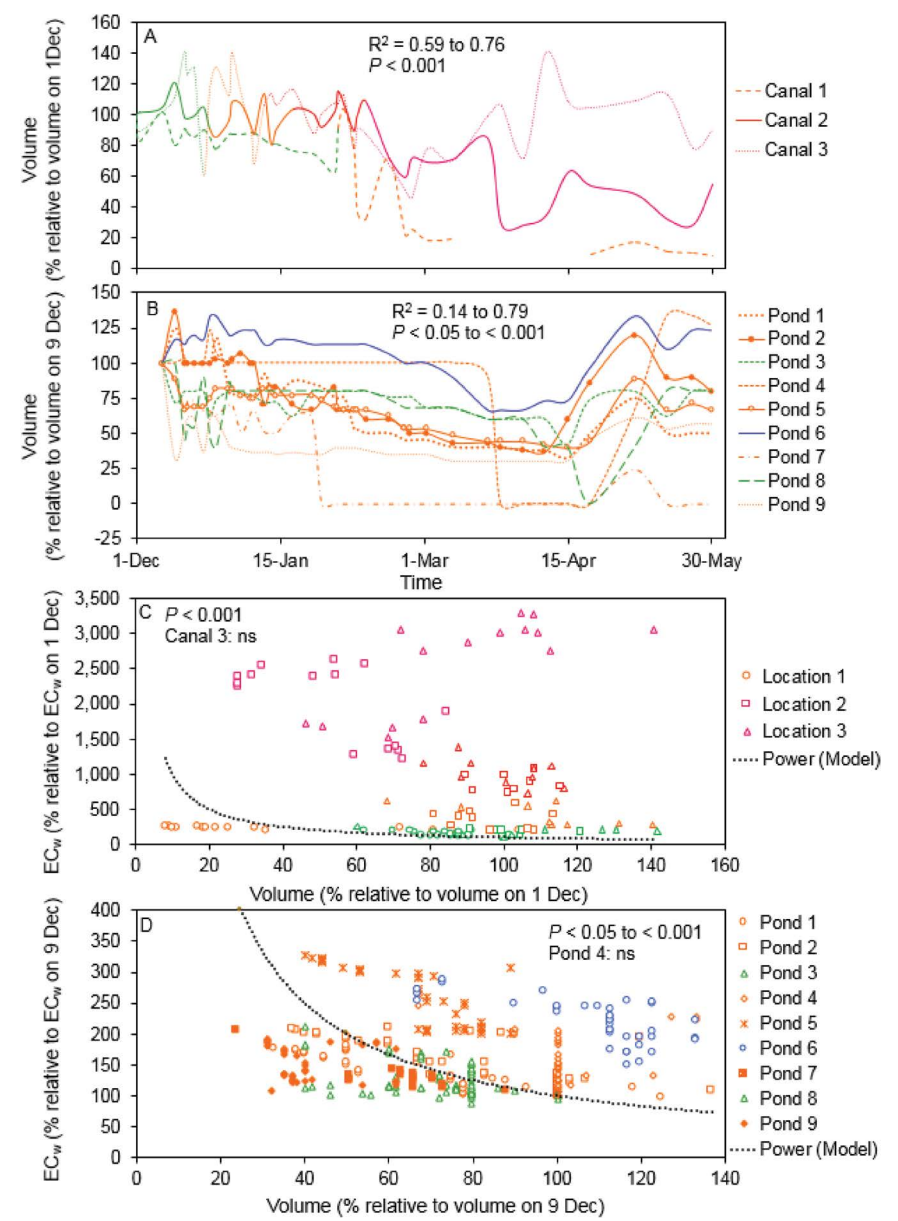 A
R² = 0.59 to 0.76
P < 0.001
Volume
(% relative to volume on 1Dec)
160
140
120
100
80
60
40
20
0
Canal 1
Canal 2
Canal 3
B
R² = 0.14 to 0.79
P < 0.05 to < 0.001
Volume
(% relative to volume on 9 Dec)
150
125
100
75
50
25
0
-25
1-Dec 15-Jan 1-Mar 15-Apr 30-May
Time
Pond 1
Pond 2
Pond 3
Pond 4
Pond 5
Pond 6
Pond 7
Pond 8
Pond 9
C
P < 0.001
Canal 3: ns
ECw (% relative to ECw on 1 Dec)
3,500
3,000
2,500
2,000
1,500
1,000
500
0
0 20 40 60 80 100 120 140 160
Volume (% relative to volume on 1 Dec)
Location 1
Location 2
Location 3
Power (Model)
D
P < 0.05 to < 0.001
Pond 4: ns
ECw (% relative to ECw on 9 Dec)
400
350
300
250
200
150
100
50
0
0 20 40 60 80 100 120 140
Volume (% relative to volume on 9 Dec)
Pond 1
Pond 2
Pond 3
Pond 4
Pond 5
Pond 6
Pond 7
Pond 8
Pond 9
Power (Model)